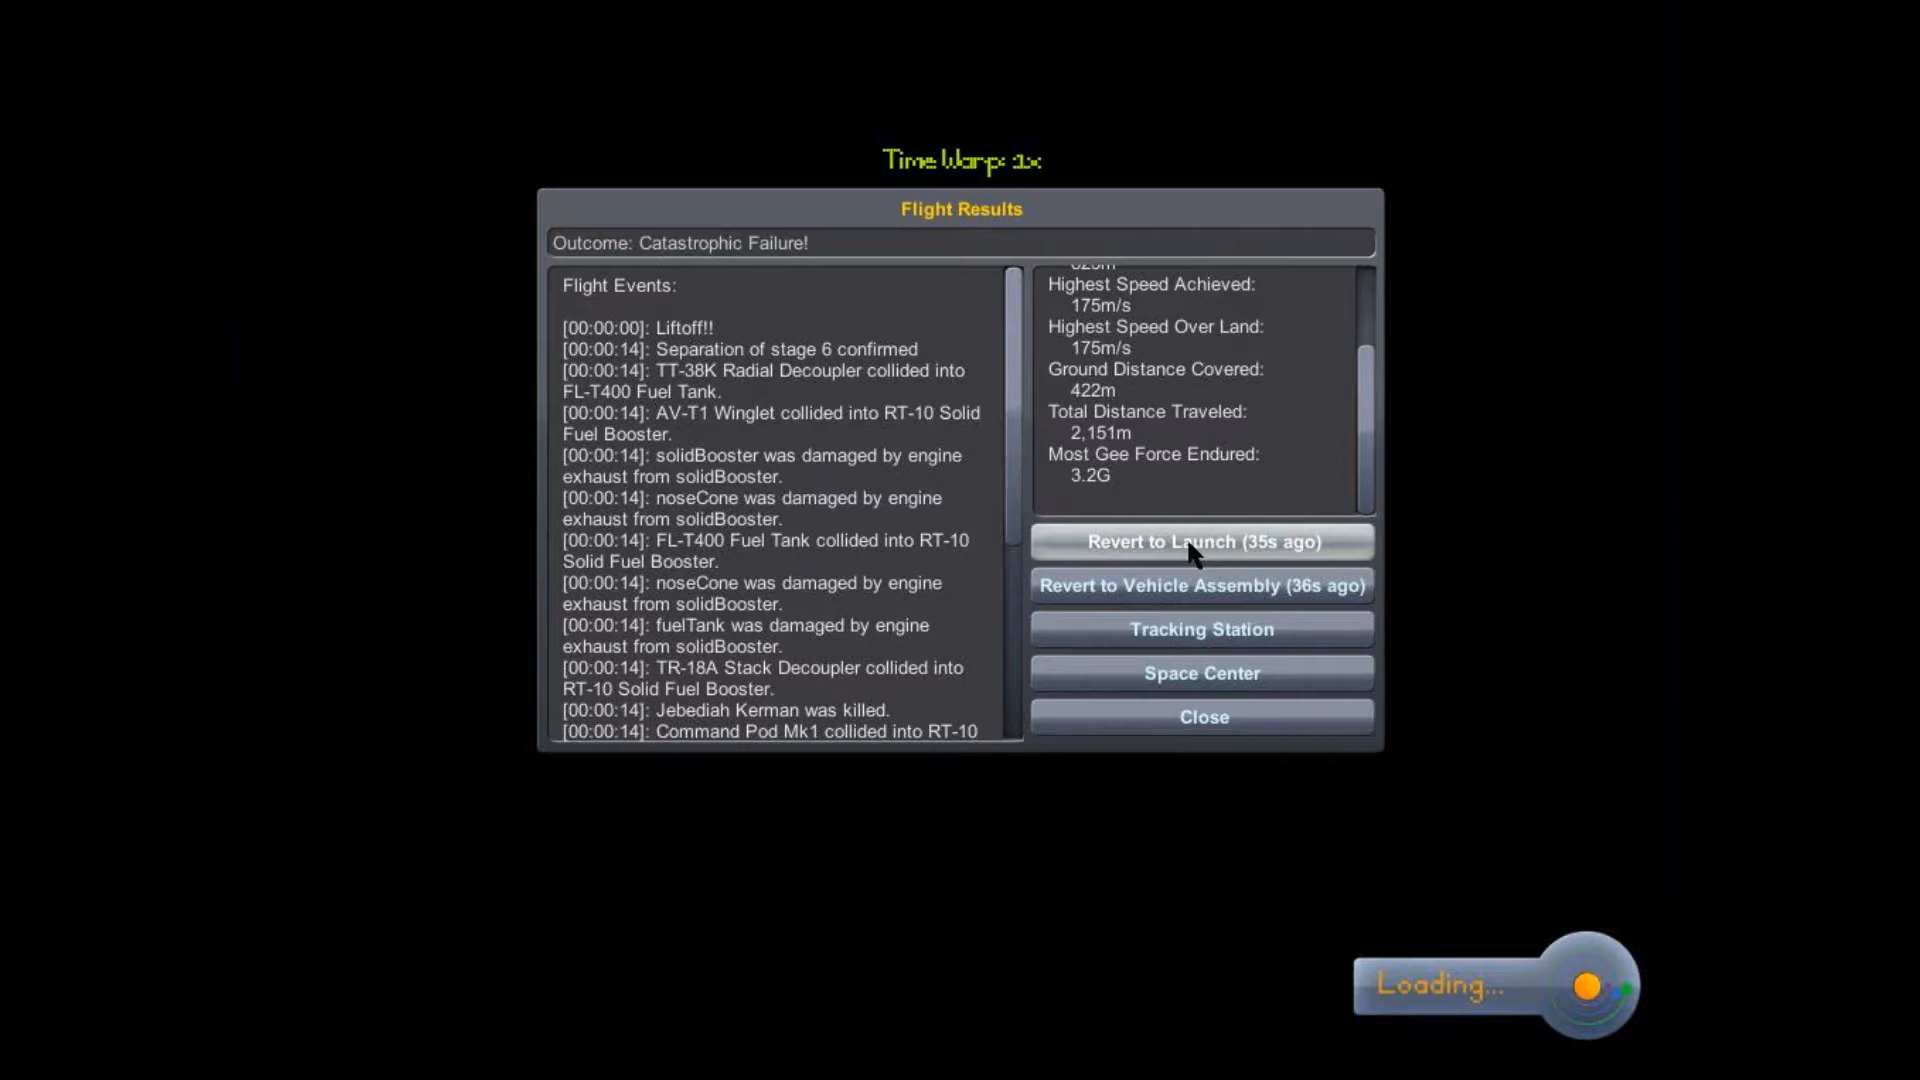 Time Warp: 1x
Flight Results
Outcome: Catastrophic Failure!
Flight Events:
[00:00:00]: Liftoff!!
[00:00:14]: Separation of stage 6 confirmed
[00:00:14]: TT-38K Radial Decoupler collided into
FL-T400 Fuel Tank.
[00:00:14]: AV-T1 Winglet collided into RT-10 Solid
Fuel Booster.
[00:00:14]: solidBooster was damaged by engine
exhaust from solidBooster.
[00:00:14]: noseCone was damaged by engine
exhaust from solidBooster.
[00:00:14]: FL-T400 Fuel Tank collided into RT-10
Solid Fuel Booster.
[00:00:14]: noseCone was damaged by engine
exhaust from solidBooster.
[00:00:14]: fuelTank was damaged by engine
exhaust from solidBooster.
[00:00:14]: TR-18A Stack Decoupler collided into
RT-10 Solid Fuel Booster.
[00:00:14]: Jebediah Kerman was killed.
[00:00:14]: Command Pod Mk1 collided into RT-10
Highest Speed Achieved:
175m/s
Highest Speed Over Land:
175m/s
Ground Distance Covered:
422m
Total Distance Traveled:
2,151m
Most Gee Force Endured:
3.2G
Revert to Launch (35s ago)
Revert to Vehicle Assembly (36s ago)
Tracking Station
Space Center
Close
Loading...